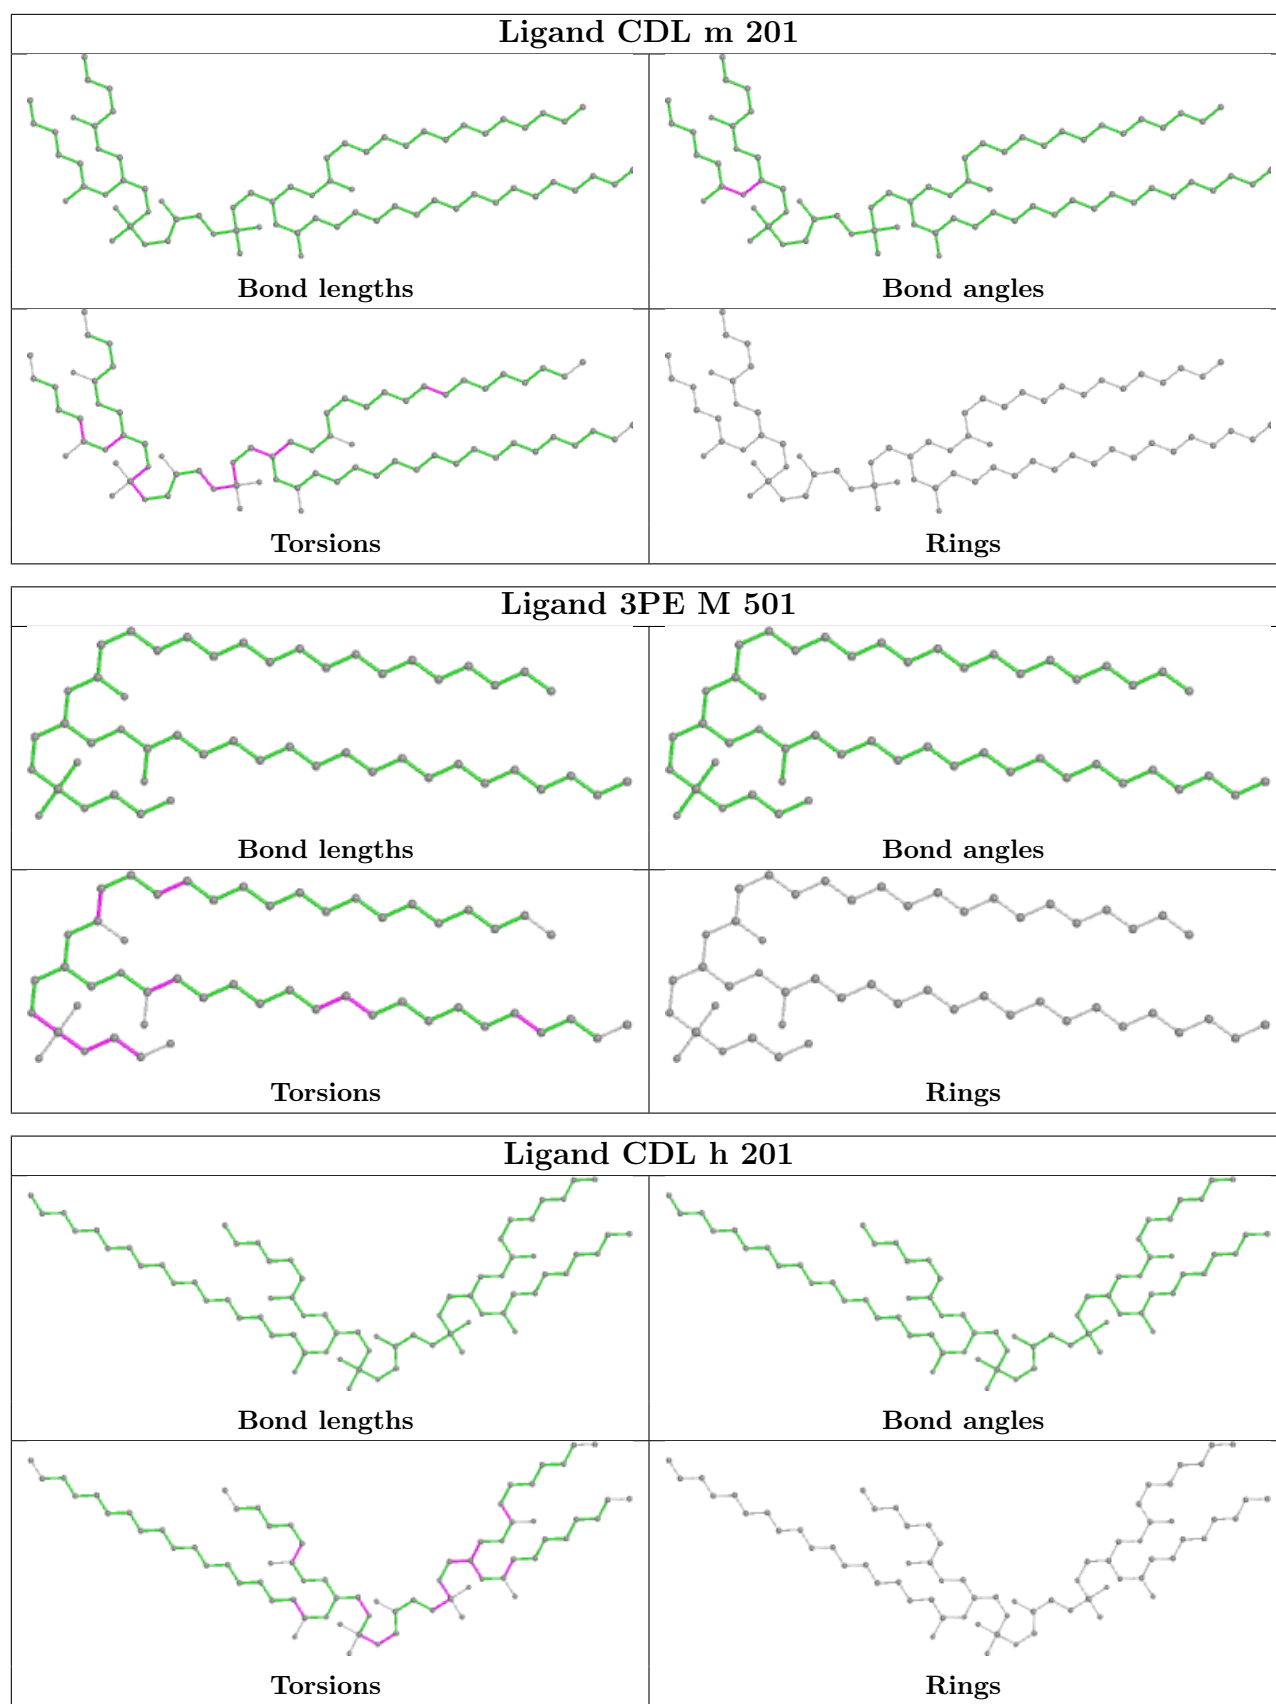 Ligand CDL m 201
Bond lengths
Bond angles
Torsions
Rings
Ligand 3PE M 501
Bond lengths
Bond angles
Torsions
Rings
Ligand CDL h 201
Bond lengths
Bond angles
Torsions
Rings